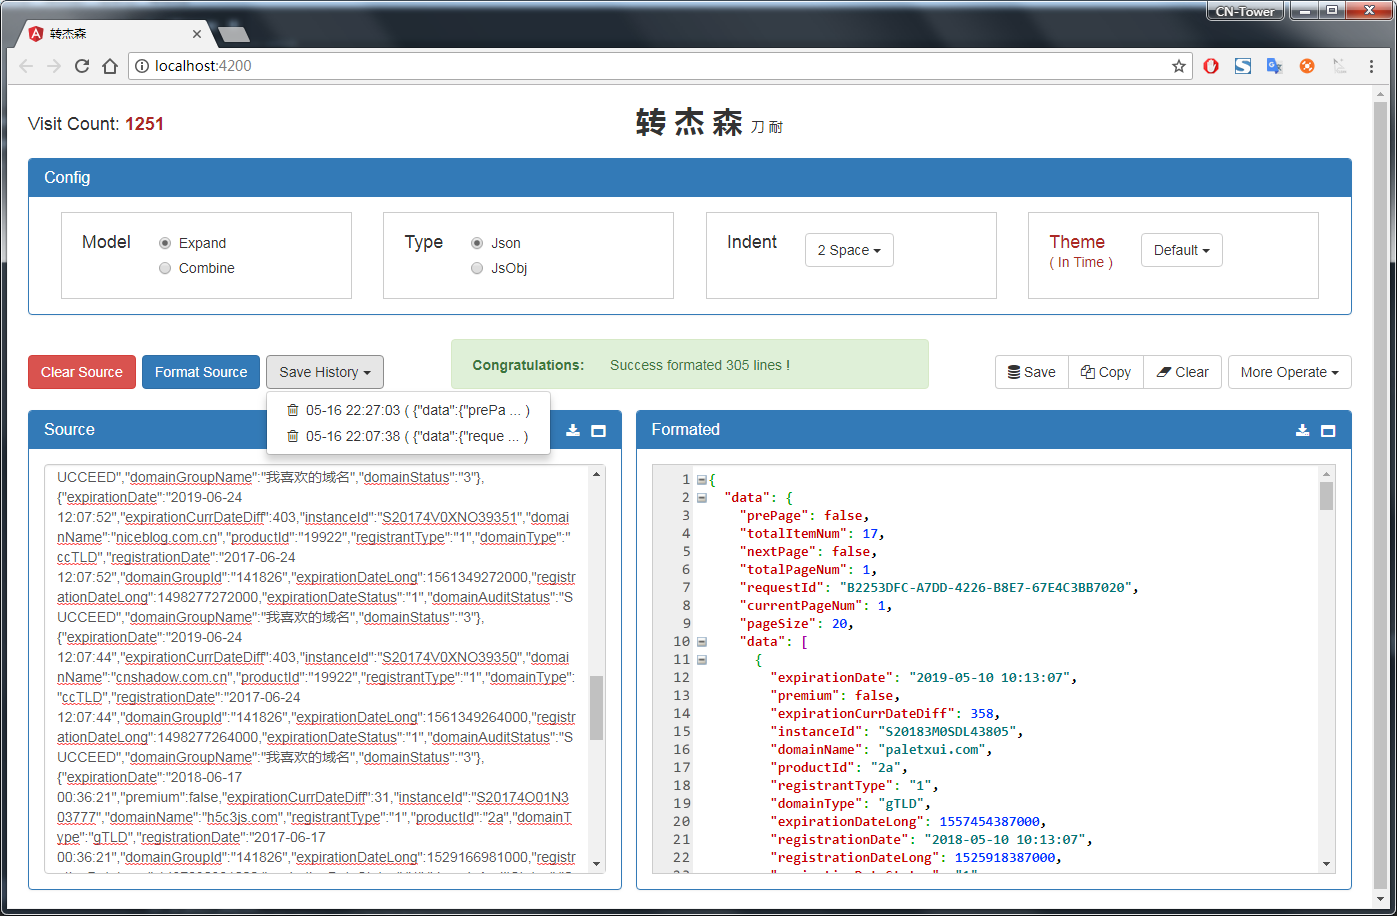 CN-Tower
转杰森
localhost:4200
Visit Count: 1251
转 杰 森 刀 耐
Config
Model
Expand
Combine
Type
Json
JsObj
Indent
2 Space
Theme
( In Time )
Default
Clear Source
Format Source
Save History
Congratulations: Success formated 305 lines !
Save
Copy
Clear
More Operate
05-16 22:27:03 ( {"data":{"prePa ... )
05-16 22:07:38 ( {"data":{"reque ... )
Source
UCCEED","domainGroupName":"我喜欢的域名","domainStatus":"3"},
{"expirationDate":"2019-06-24
12:07:52","expirationCurrDateDiff":403,"instanceId":"S20174V0XNO39351","domai
nName":"niceblog.com.cn","productId":"19922","registrantType":"1","domainType":"
ccTLD","registrationDate":"2017-06-24
12:07:52","domainGroupId":"141826","expirationDateLong":1561349272000,"registr
ationDateLong":1498277272000,"expirationDateStatus":"1","domainAuditStatus":"S
UCCEED","domainGroupName":"我喜欢的域名","domainStatus":"3"},
{"expirationDate":"2019-06-24
12:07:44","expirationCurrDateDiff":403,"instanceId":"S20174V0XNO39350","domai
nName":"cnshadow.com.cn","productId":"19922","registrantType":"1","domainType":
"ccTLD","registrationDate":"2017-06-24
12:07:44","domainGroupId":"141826","expirationDateLong":1561349264000,"registr
ationDateLong":1498277264000,"expirationDateStatus":"1","domainAuditStatus":"S
UCCEED","domainGroupName":"我喜欢的域名","domainStatus":"3"},
{"expirationDate":"2018-06-17
00:36:21","premium":false,"expirationCurrDateDiff":31,"instanceId":"S20174O01N3
03777","domainName":"h5c3js.com","registrantType":"1","productId":"2a","domainT
ype":"gTLD","registrationDate":"2017-06-17
00:36:21","domainGroupId":"141826","expirationDateLong":1529166981000,"registr
Formated
1 {
2 "data": {
3 "prePage": false,
4 "totalItemNum": 17,
5 "nextPage": false,
6 "totalPageNum": 1,
7 "requestId": "B2253DFC-A7DD-4226-B8E7-67E4C3BB7020",
8 "currentPageNum": 1,
9 "pageSize": 20,
10 "data": [
11 {
12 "expirationDate": "2019-05-10 10:13:07",
13 "premium": false,
14 "expirationCurrDateDiff": 358,
15 "instanceId": "S20183M0SDL43805",
16 "domainName": "paletxui.com",
17 "productId": "2a",
18 "registrantType": "1",
19 "domainType": "gTLD",
20 "expirationDateLong": 1557454387000,
21 "registrationDate": "2018-05-10 10:13:07",
22 "registrationDateLong": 1525918387000,